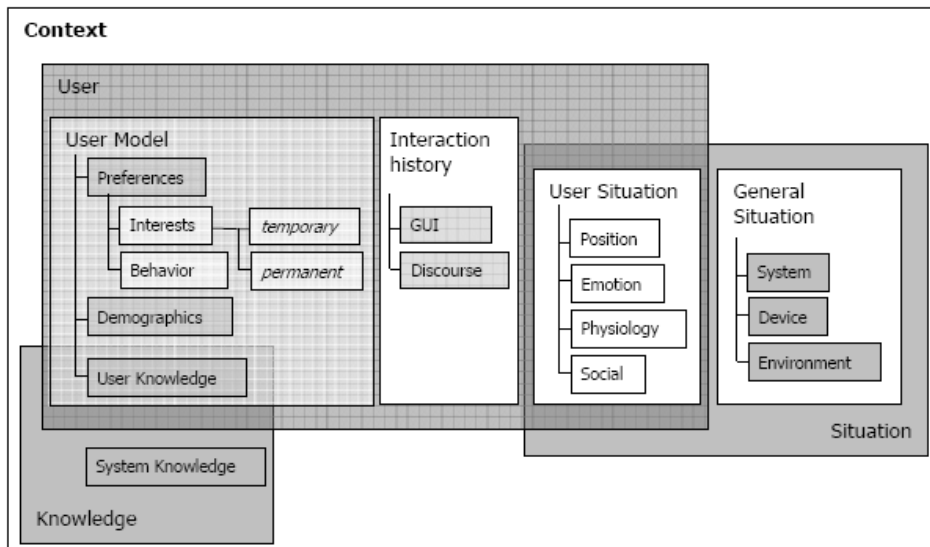 Context
User
User Model
Preferences
Interests
temporary
Behavior
permanent
Demographics
User Knowledge
Interaction
history
GUI
Discourse
User Situation
Position
Emotion
Physiology
Social
General
Situation
System
Device
Environment
Situation
System Knowledge
Knowledge